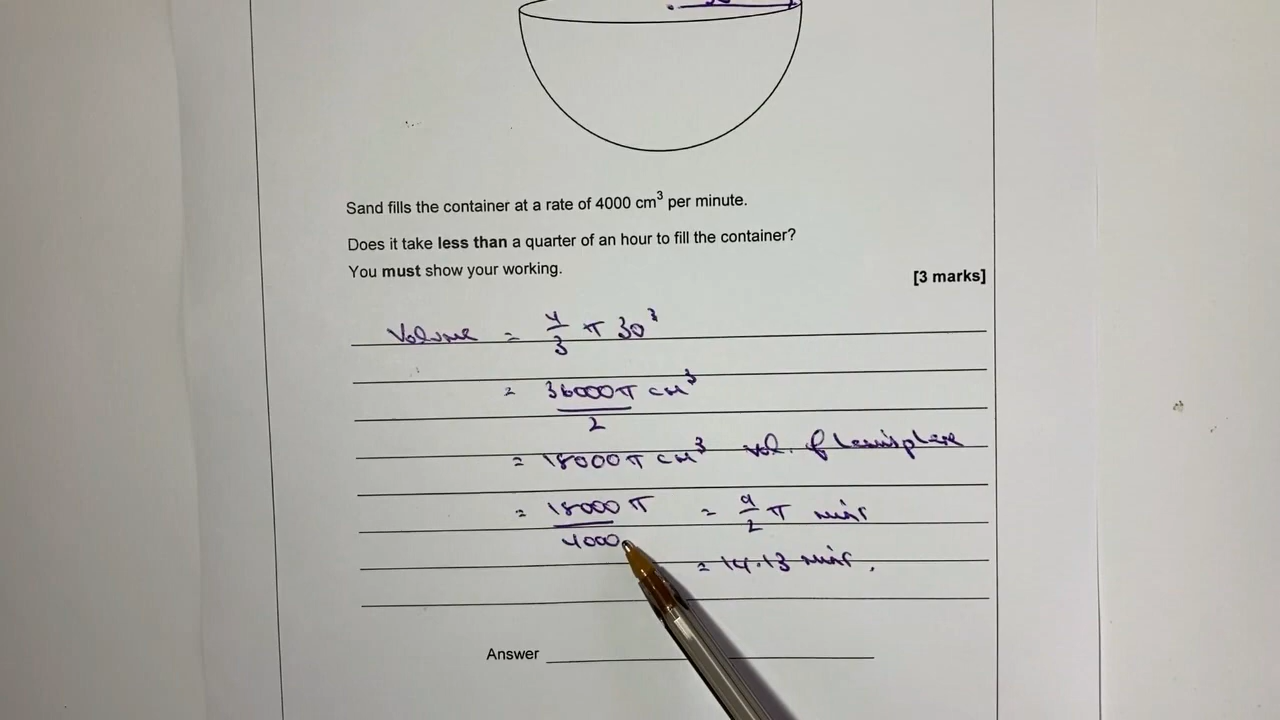 Sand fills the container at a rate of 4000 cm³ per minute.
Does it take less than a quarter of an hour to fill the container?
You must show your working.
[3 marks]
Volume = 4/3 π 30³
= 36000π cm³ / 2
= 18000π cm³ vol. of hemisphere
= 18000π / 4000 = 9/2 π mins
= 14.13 mins.
Answer